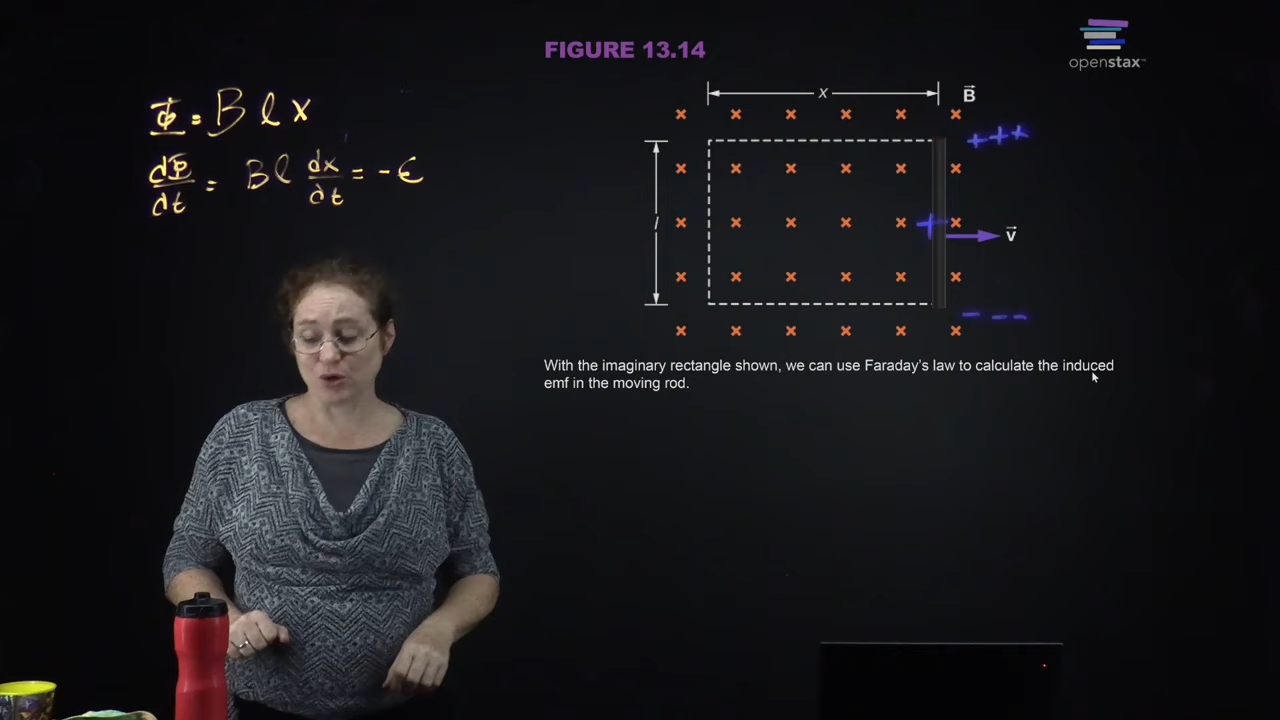 FIGURE 13.14
openstax™
Φ = B l x
dΦ/dt = B l dx/dt = - ε
x
B⃗
+++
l
+
v⃗
- - -
With the imaginary rectangle shown, we can use Faraday's law to calculate the induced
emf in the moving rod.